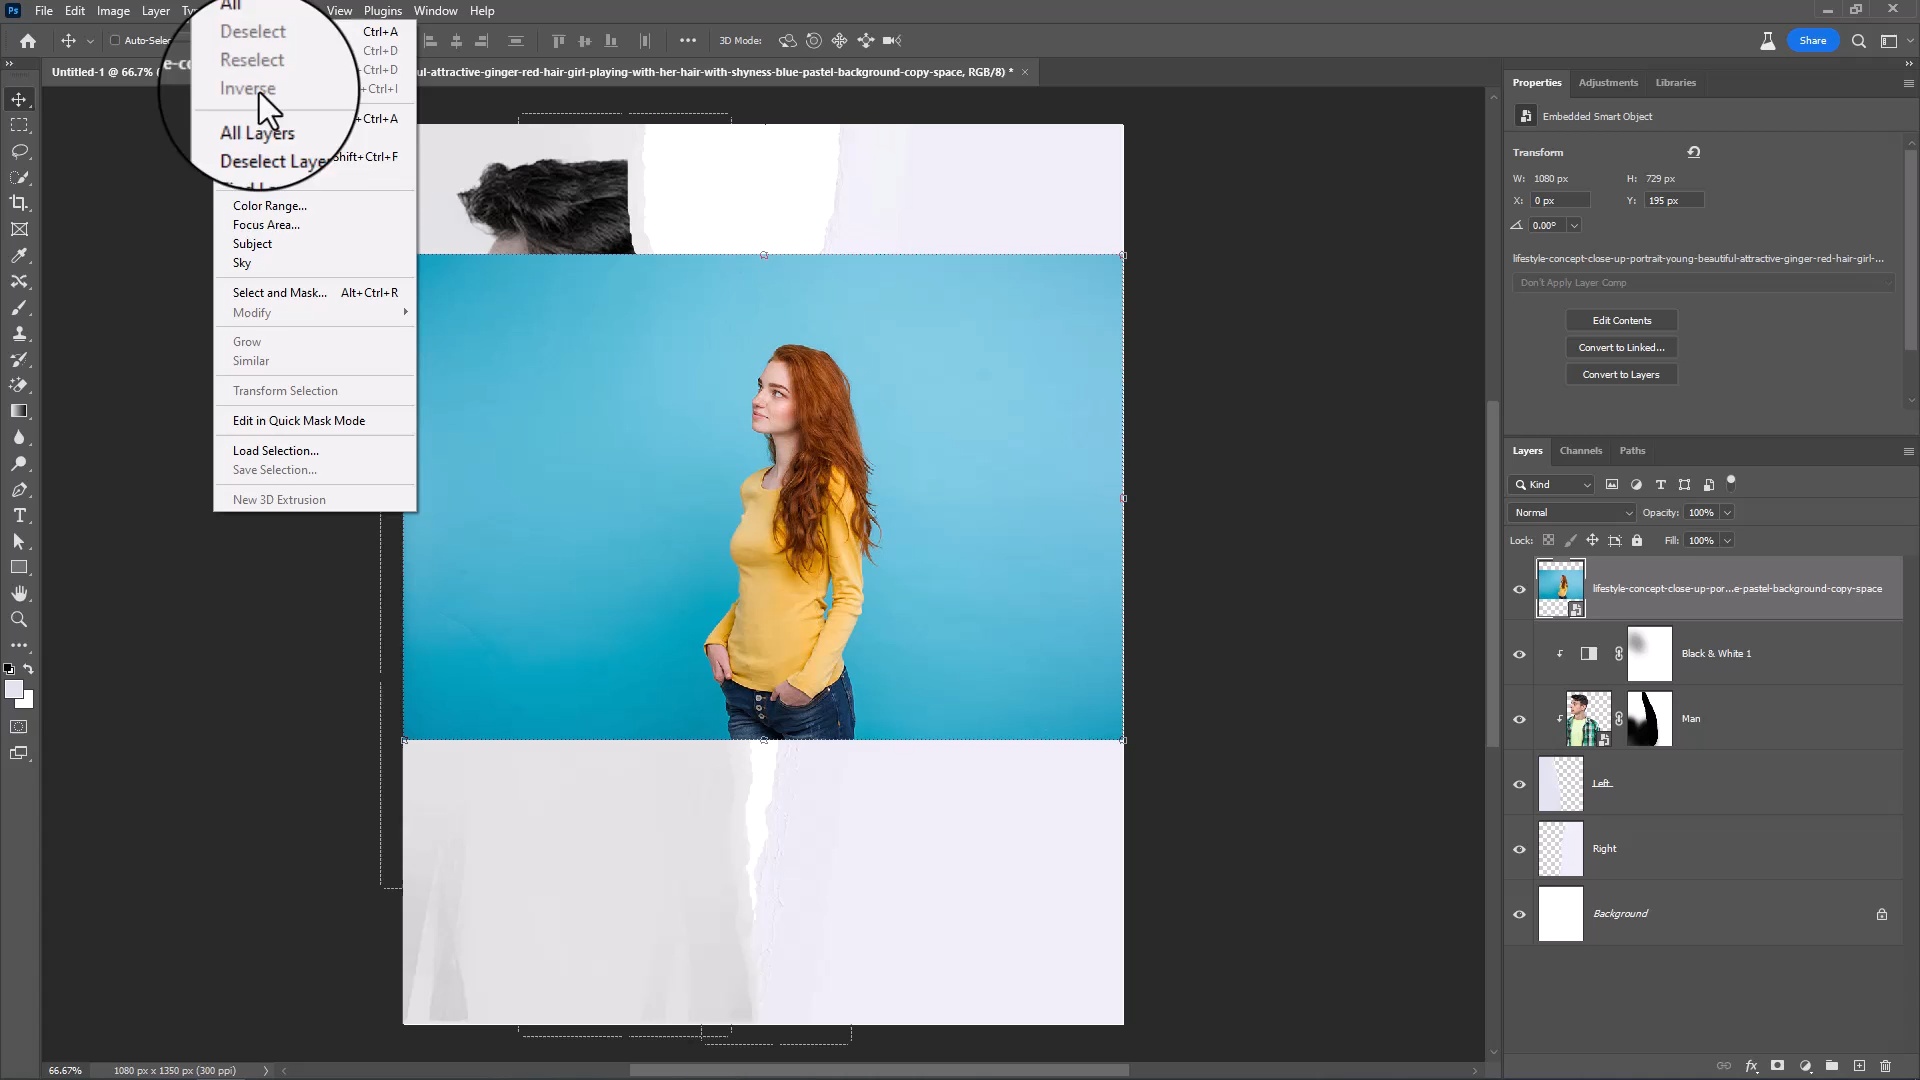 Ps File Edit Image Layer Ty View Plugins Window Help
All
Deselect
Reselect
Inverse
All Layers
Deselect Laye
Ctrl+A
Ctrl+D
+Ctrl+D
+Ctrl+I
+Ctrl+A
Shift+Ctrl+F
Color Range...
Focus Area...
Subject
Sky
Select and Mask... Alt+Ctrl+R
Modify
Grow
Similar
Transform Selection
Edit in Quick Mask Mode
Load Selection...
Save Selection...
New 3D Extrusion
Auto-Selec
3D Mode:
Share
Untitled-1 @ 66.7% (
e-co
ul-attractive-ginger-red-hair-girl-playing-with-her-hair-with-shyness-blue-pastel-background-copy-space, RGB/8) *
Properties Adjustments Libraries
Embedded Smart Object
Transform
W: 1080 px H: 729 px
X: 0 px Y: 195 px
0.00°
lifestyle-concept-close-up-portrait-young-beautiful-attractive-ginger-red-hair-girl-...
Don't Apply Layer Comp
Edit Contents
Convert to Linked...
Convert to Layers
Layers Channels Paths
Kind
Normal Opacity: 100%
Lock: Fill: 100%
lifestyle-concept-close-up-por...e-pastel-background-copy-space
Black & White 1
Man
Left
Right
Background
66.67% 1080 px x 1350 px (300 ppi)